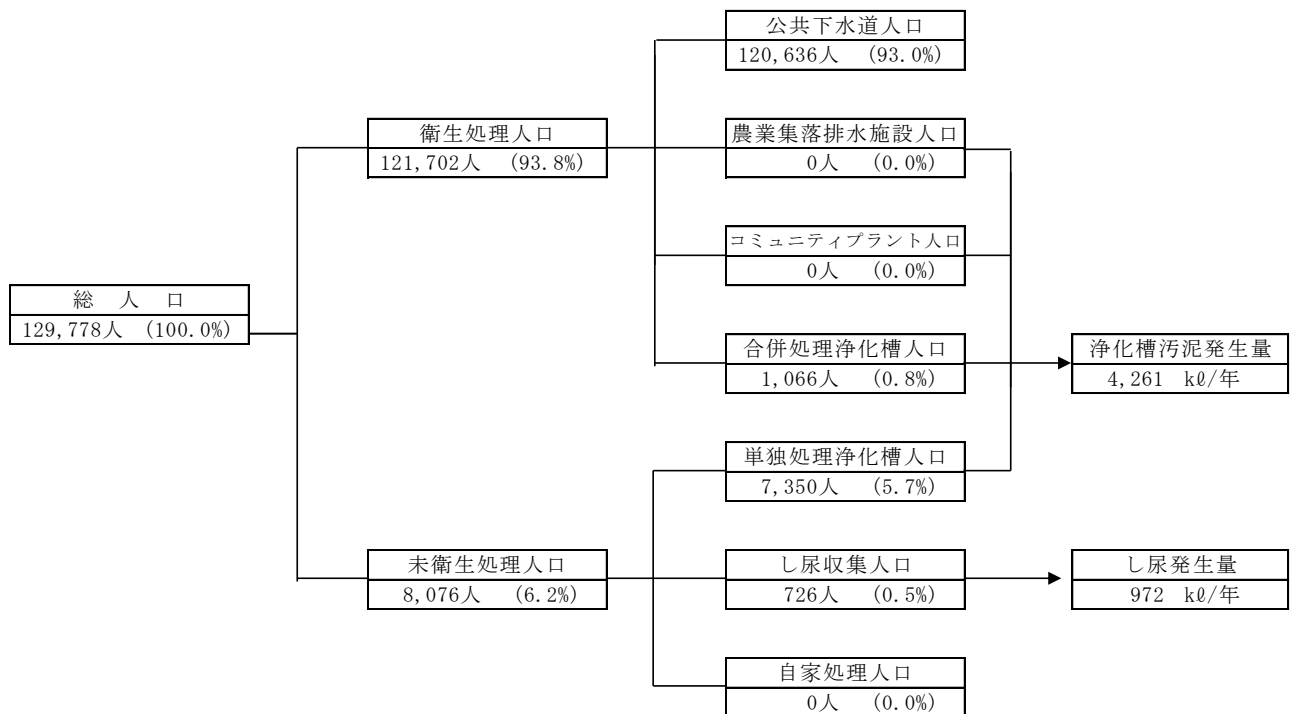 公共下水道人口
120,636人 (93.0%)
衛生処理人口
121,702人 (93.8%)
農業集落排水施設人口
0人 (0.0%)
コミュニティプラント人口
0人 (0.0%)
総 人 口
129,778人 (100.0%)
合併処理浄化槽人口
1,066人 (0.8%)
浄化槽汚泥発生量
4,261 kℓ/年
単独処理浄化槽人口
7,350人 (5.7%)
未衛生処理人口
8,076人 (6.2%)
し尿収集人口
726人 (0.5%)
し尿発生量
972 kℓ/年
自家処理人口
0人 (0.0%)